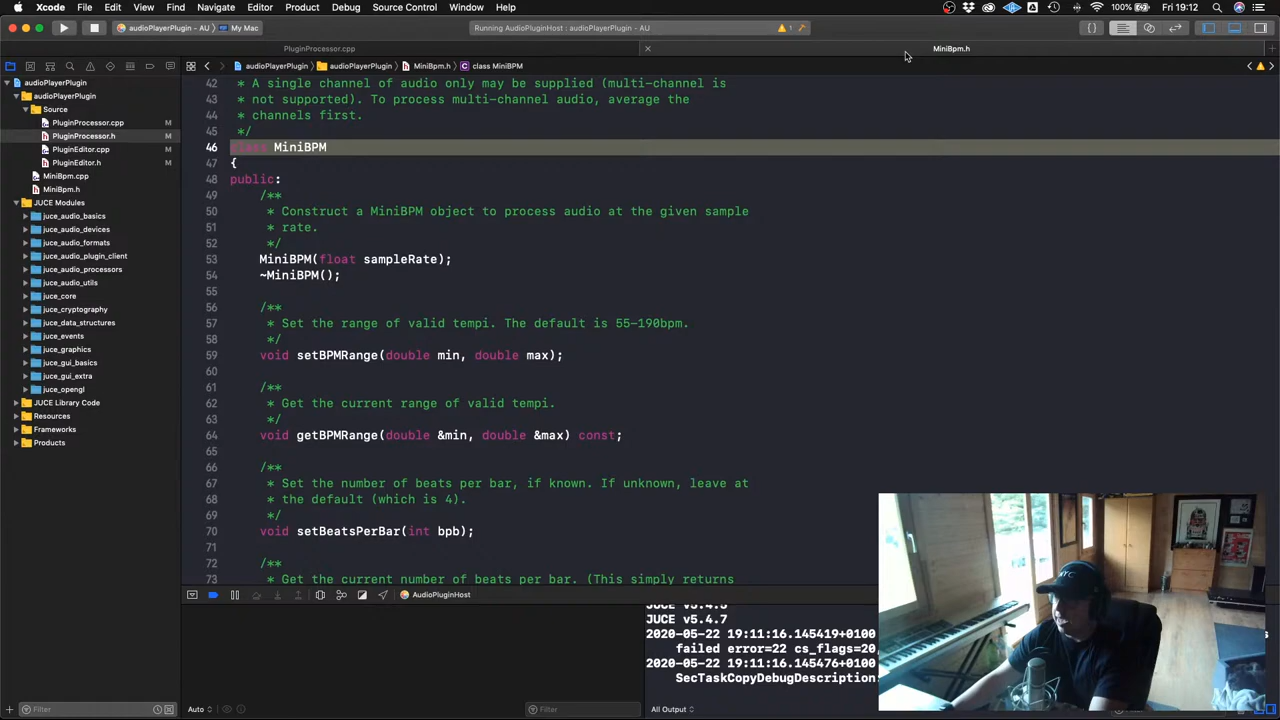 Xcode File Edit View Find Navigate Editor Product Debug Source Control Window Help 100% Fri 19:12
audioPlayerPlugin - AU My Mac Running AudioPluginHost : AU 1
PluginProcessor.cpp MiniBpm.h
audioPlayerPlugin audioPlayerPlugin MiniBpm.h C class MiniBPM
audioPlayerPlugin
audioPlayerPlugin
Source
PluginProcessor.cpp M
PluginProcessor.h M
PluginEditor.cpp M
PluginEditor.h M
MiniBpm.cpp
MiniBpm.h
JUCE Modules
juce_audio_basics
juce_audio_devices
juce_audio_formats
juce_audio_plugin_client
juce_audio_processors
juce_audio_utils
juce_core
juce_cryptography
juce_data_structures
juce_events
juce_graphics
juce_gui_basics
juce_gui_extra
juce_opengl
JUCE Library Code
Resources
Frameworks
Products
42 * A single channel of audio only may be supplied (multi-channel is
43 * not supported). To process multi-channel audio, average the
44 * channels first.
45 */
46 class MiniBPM
47 {
48 public:
49 /**
50 * Construct a MiniBPM object to process audio at the given sample
51 * rate.
52 */
53 MiniBPM(float sampleRate);
54 ~MiniBPM();
55
56 /**
57 * Set the range of valid tempi. The default is 55-190bpm.
58 */
59 void setBPMRange(double min, double max);
60
61 /**
62 * Get the current range of valid tempi.
63 */
64 void getBPMRange(double &min, double &max) const;
65
66 /**
67 * Set the number of beats per bar, if known. If unknown, leave at
68 * the default (which is 4).
69 */
70 void setBeatsPerBar(int bpb);
71
72 /**
73 * Get the current number of beats per bar. (This simply returns
AudioPluginHost
JUCE v5.4.7
2020-05-22 19:11:16.145419+0100
failed error=22 cs_flags=20,
2020-05-22 19:11:16.145476+0100
SecTaskCopyDebugDescription:
Filter Auto Filter All Output